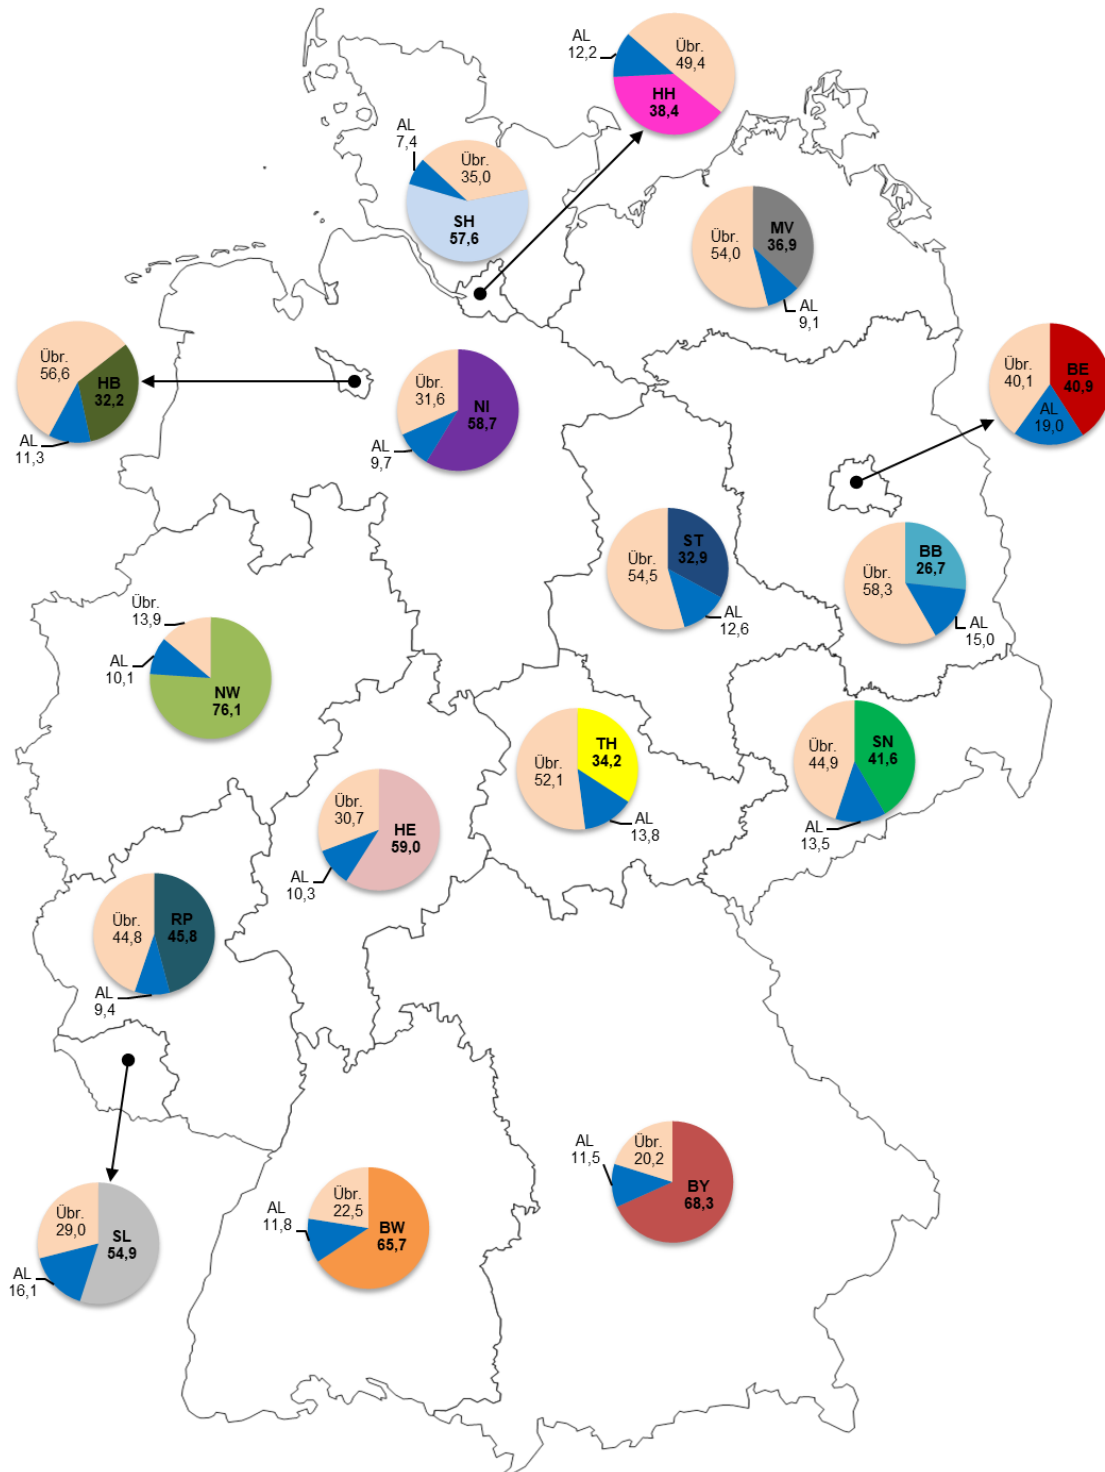 AL
12,2
Übr.
49,4
HH
38,4
AL
7,4
Übr.
35,0
SH
57,6
Übr.
54,0
MV
36,9
AL
9,1
Übr.
56,6
HB
32,2
AL
11,3
Übr.
31,6
NI
58,7
AL
9,7
Übr.
40,1
BE
40,9
AL
19,0
Übr.
54,5
ST
32,9
AL
12,6
Übr.
58,3
BB
26,7
AL
15,0
Übr.
13,9
AL
10,1
NW
76,1
Übr.
52,1
TH
34,2
AL
13,8
Übr.
44,9
SN
41,6
AL
13,5
Übr.
30,7
HE
59,0
AL
10,3
Übr.
44,8
RP
45,8
AL
9,4
Übr.
29,0
SL
54,9
AL
16,1
Übr.
22,5
AL
11,8
BW
65,7
AL
11,5
Übr.
20,2
BY
68,3